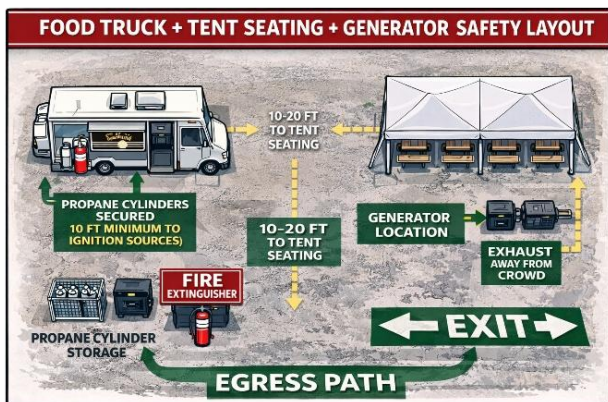 FOOD TRUCK + TENT SEATING + GENERATOR SAFETY LAYOUT
10-20 FT
TO TENT
SEATING
PROPANE CYLINDERS
SECURED
10 FT MINIMUM TO
IGNITION SOURCES)
10-20 FT
TO TENT
SEATING
GENERATOR
LOCATION
EXHAUST
AWAY FROM
CROWD
FIRE
EXTINGUISHER
PROPANE CYLINDER
STORAGE
EXIT
EGRESS PATH